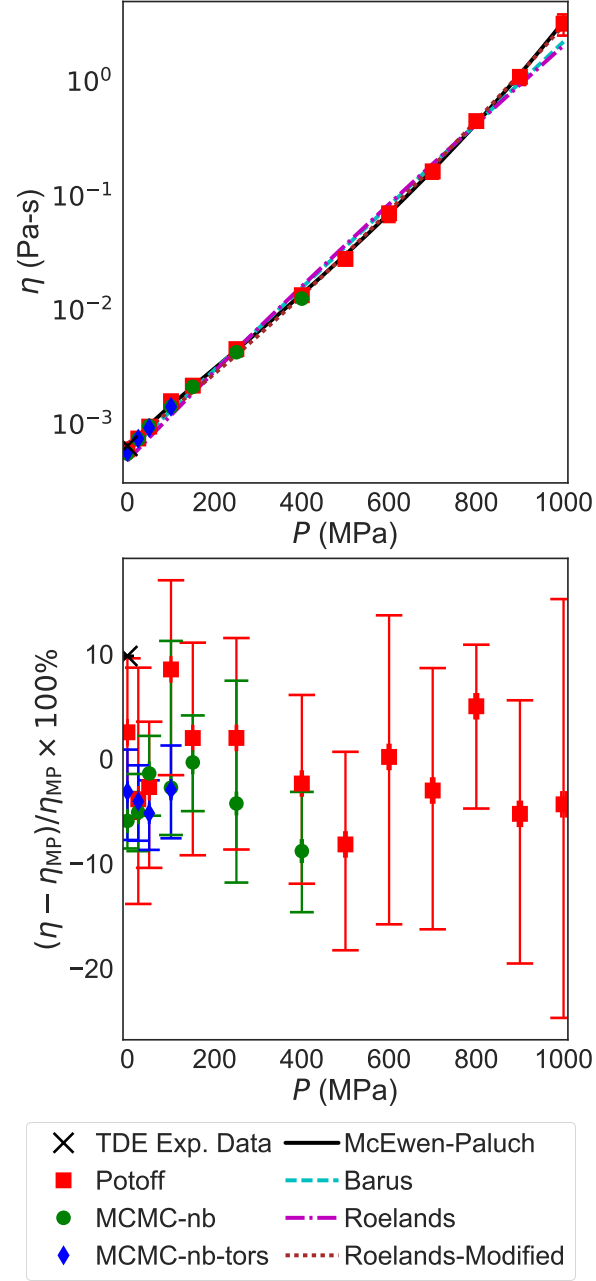 η (Pa-s)
10⁰
10⁻¹
10⁻²
10⁻³
0 200 400 600 800 1000
P (MPa)
(η − η_MP)/η_MP × 100%
10
0
−10
−20
0 200 400 600 800 1000
P (MPa)
TDE Exp. Data
Potoff
MCMC-nb
MCMC-nb-tors
McEwen-Paluch
Barus
Roelands
Roelands-Modified